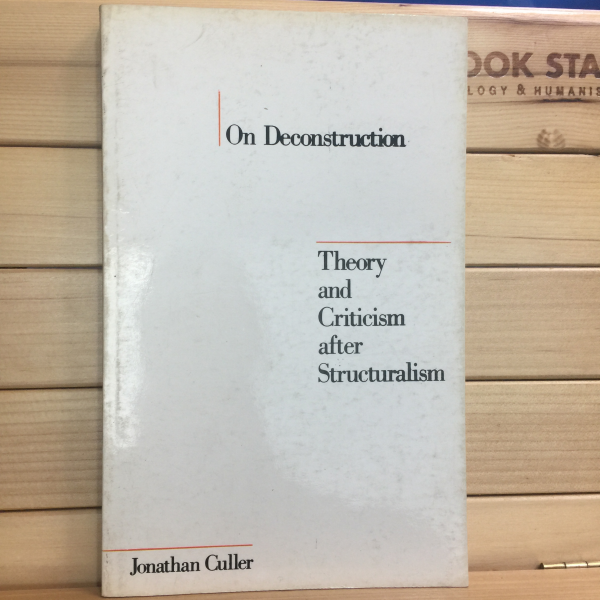 OOK STA
LOGY & HUMANIS
On Deconstruction
Theory
and
Criticism
after
Structuralism
Jonathan Culler